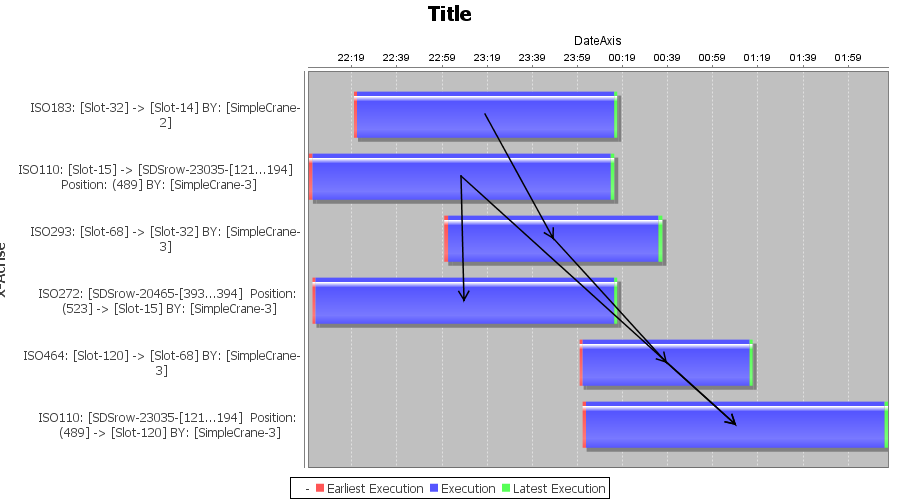 Title
DateAxis
22:19 22:39 22:59 23:19 23:39 23:59 00:19 00:39 00:59 01:19 01:39 01:59
ISO183: [Slot-32] -> [Slot-14] BY: [SimpleCrane-
2]
ISO110: [Slot-15] -> [SDSrow-23035-[121...194]
Position: (489] BY: [SimpleCrane-3]
ISO293: [Slot-68] -> [Slot-32] BY: [SimpleCrane-
3]
ISO272: [SDSrow-20465-[393...394] Position:
(523] -> [Slot-15] BY: [SimpleCrane-3]
ISO464: [Slot-120] -> [Slot-68] BY: [SimpleCrane-
3]
ISO110: [SDSrow-23035-[121...194] Position:
(489] -> [Slot-120] BY: [SimpleCrane-3]
- Earliest Execution Execution Latest Execution